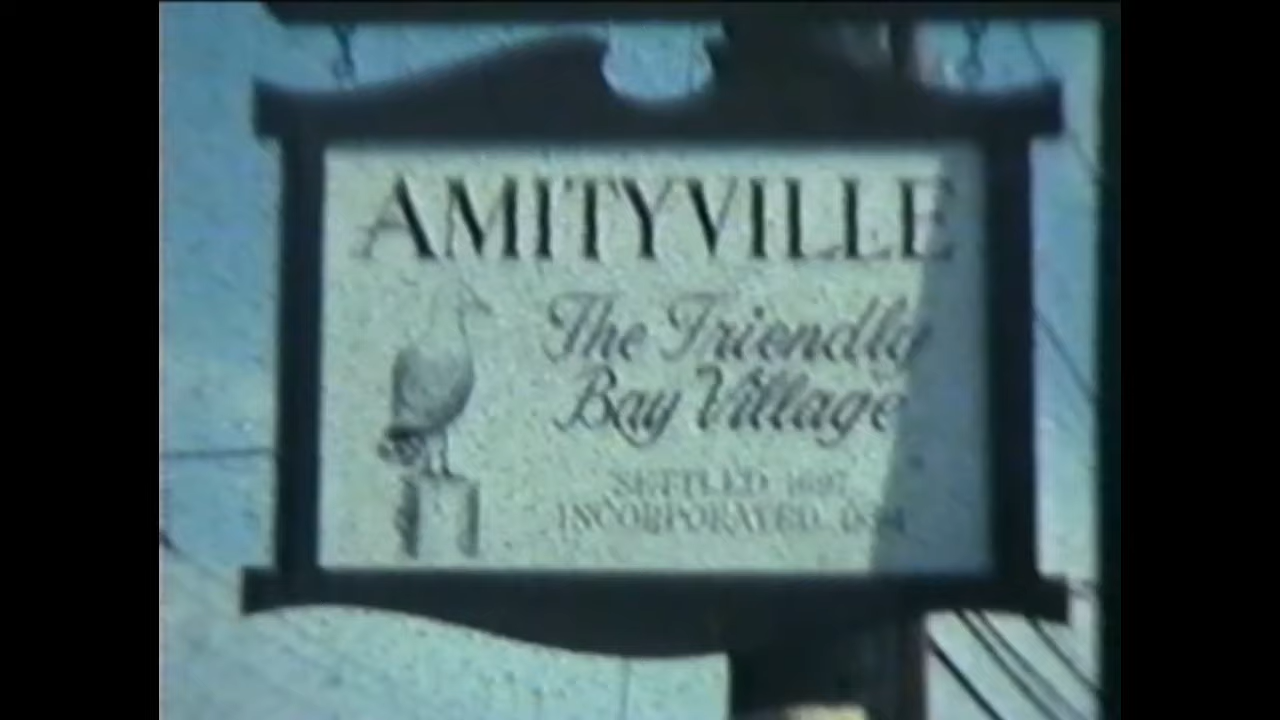 AMITYVILLE
The Friendly
Bay Village
SETTLED
INCORPORATED